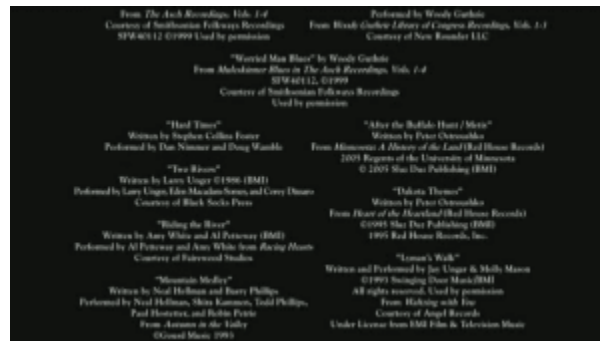 From The Asch Recordings, Vols. 1-4
Courtesy of Smithsonian Folkways Recordings
SFW40112 ©1999 Used by permission
Performed by Woody Guthrie
From Woody Guthrie Library of Congress Recordings, Vols. 1-3
Courtesy of New Rounder LLC
"Worried Man Blues" by Woody Guthrie
From Muleskinner Blues in The Asch Recordings, Vols. 1-4
SFW40112, ©1999
Courtesy of Smithsonian Folkways Recordings
Used by permission
"Hard Times"
Written by Stephen Collins Foster
Performed by Dan Nimmer and Doug Wamble
"Two Rivers"
Written by Larry Unger ©1986 (BMI)
Performed by Larry Unger, Eden Macadam-Somer, and Corey Dimario
Courtesy of Black Socks Press
"Riding the River"
Written by Amy White and Al Petteway (BMI)
Performed by Al Petteway and Amy White from Racing Hearts
Courtesy of Fairewood Studios
"Mountain Medley"
Written by Neal Hellman and Barry Phillips
Performed by Neal Hellman, Shira Kammen, Todd Phillips,
Paul Hostetter, and Robin Petrie
From Autumn in the Valley
©Gourd Music 1993
"After the Buffalo Hunt / Metis"
Written by Peter Ostroushko
From Minnesota: A History of the Land (Red House Records)
2005 Regents of the University of Minnesota
© 2005 Sluz Duz Publishing (BMI)
"Dakota Themes"
Written by Peter Ostroushko
From Heart of the Heartland (Red House Records)
©1995 Sluz Duz Publishing (BMI)
1995 Red House Records, Inc.
"Lyman's Walk"
Written and Performed by Jay Ungar & Molly Mason
©1993 Swinging Door Music(BMI)
All rights reserved. Used by permission
From Waltzing with You
Courtesy of Angel Records
Under License from EMI Film & Television Music